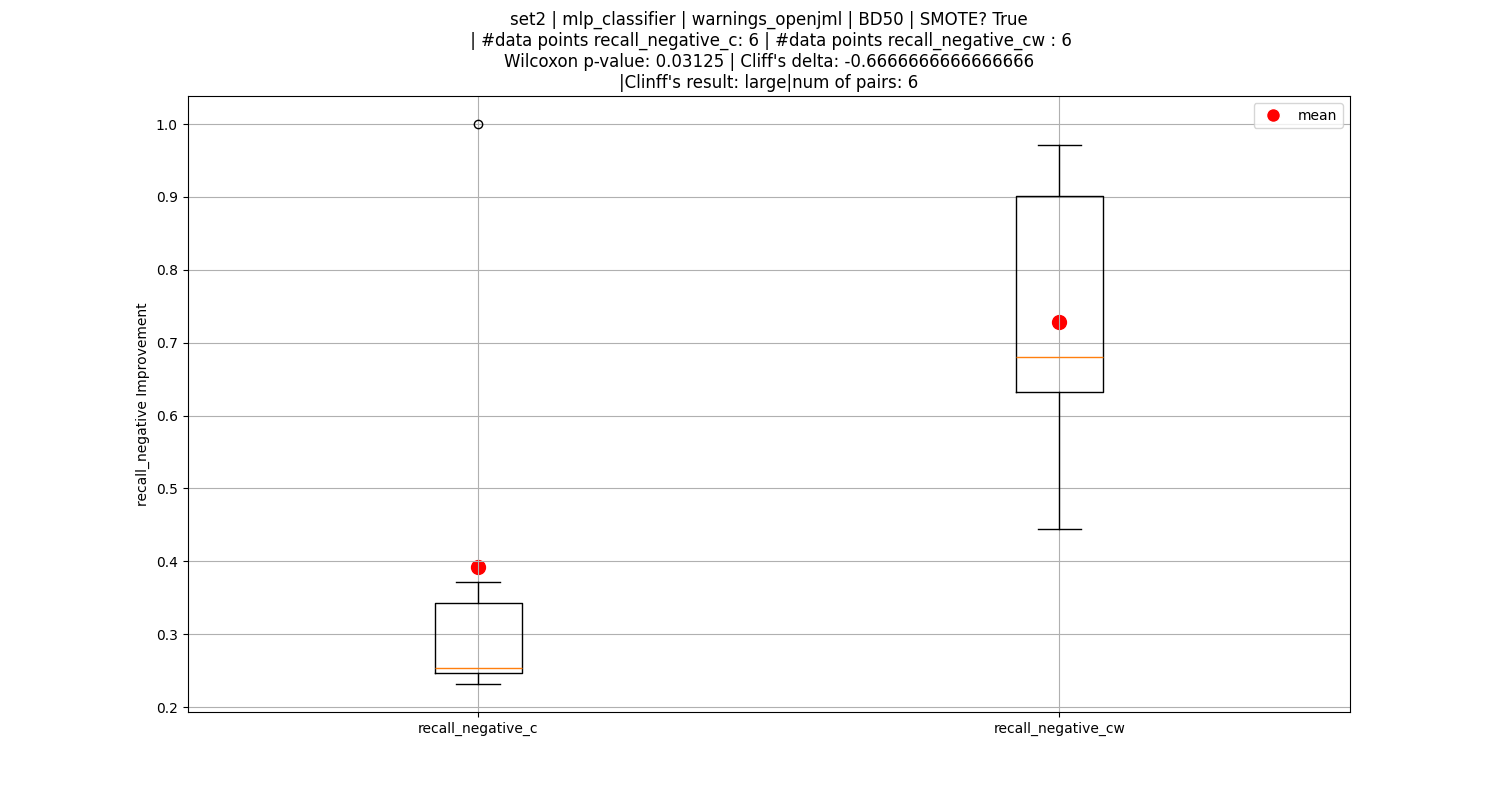 set2 | mlp_classifier | warnings_openjml | BD50 | SMOTE? True
| #data points recall_negative_c: 6 | #data points recall_negative_cw : 6
Wilcoxon p-value: 0.03125 | Cliff's delta: -0.6666666666666666
|Clinff's result: large|num of pairs: 6
mean
1.0
0.9
0.8
0.7
0.6
0.5
0.4
0.3
0.2
recall_negative Improvement
recall_negative_c
recall_negative_cw